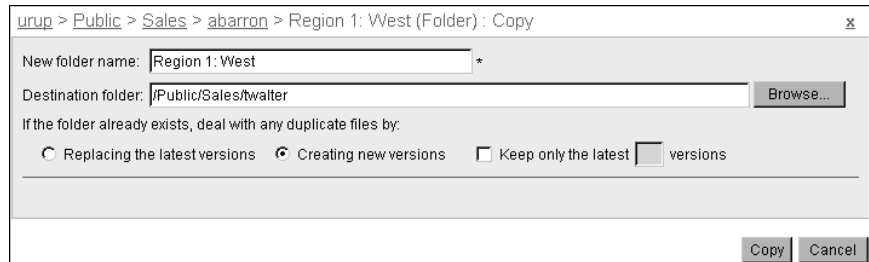 urup > Public > Sales > abarron > Region 1: West (Folder) : Copy x
New folder name: Region 1: West *
Destination folder: /Public/Sales/twalter Browse...
If the folder already exists, deal with any duplicate files by:
Replacing the latest versions Creating new versions Keep only the latest versions
Copy Cancel